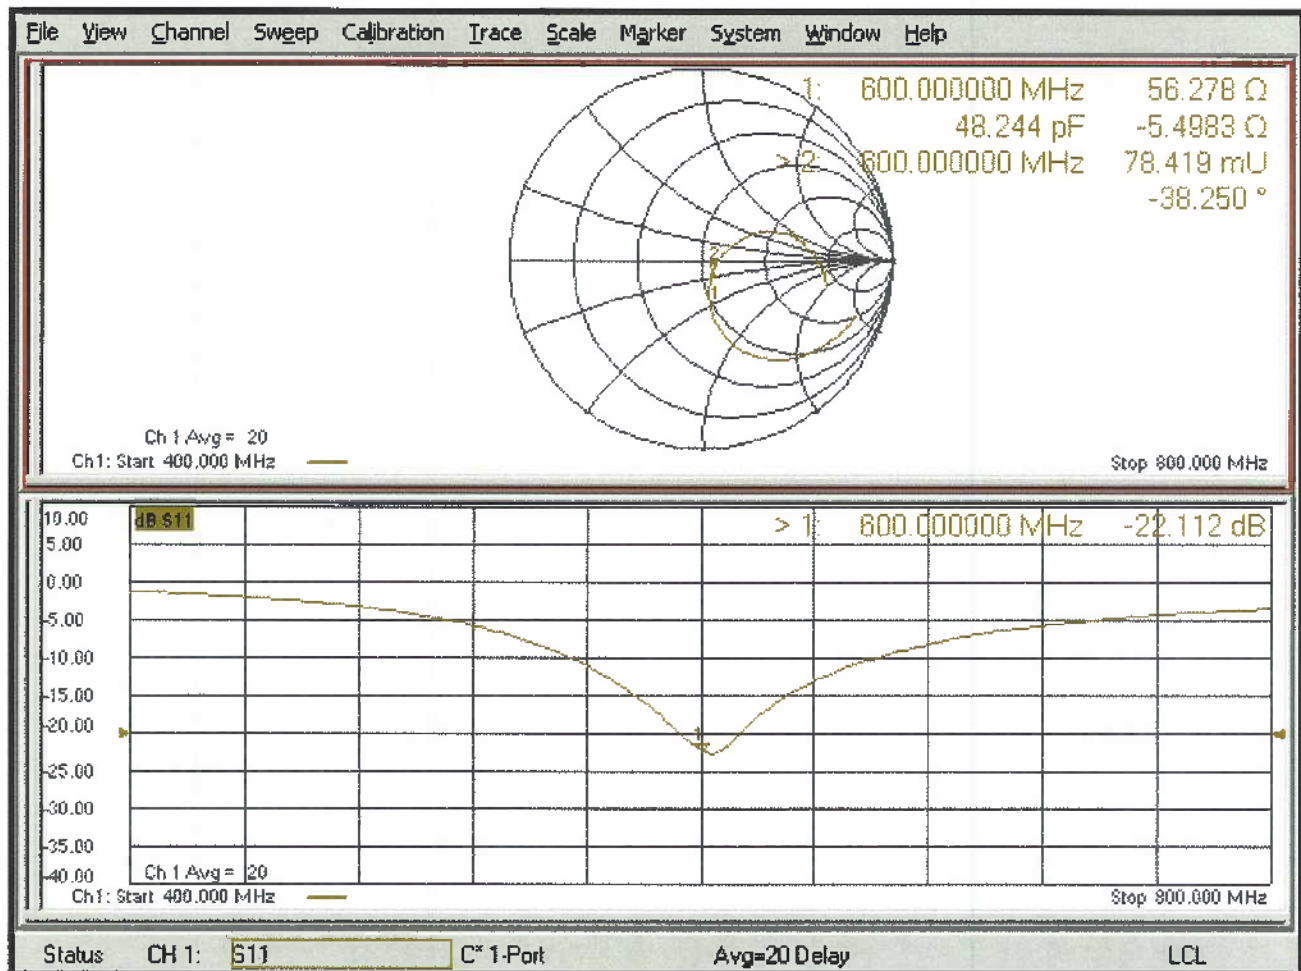 File View Channel Sweep Calibration Trace Scale Marker System Window Help
1: 600.000000 MHz 56.278 Ω
48.244 pF -5.4983 Ω
> 2: 600.000000 MHz 78.419 mU
-38.250 °
2
1
Ch 1 Avg = 20
Ch1: Start 400.000 MHz
Stop 800.000 MHz
10.00
dB S11
> 1: 600.000000 MHz -22.112 dB
5.00
0.00
-5.00
-10.00
-15.00
-20.00
1
-25.00
-30.00
-35.00
-40.00
Ch 1 Avg = 20
Ch1: Start 400.000 MHz
Stop 800.000 MHz
Status CH 1: S11 C* 1-Port Avg=20 Delay LCL